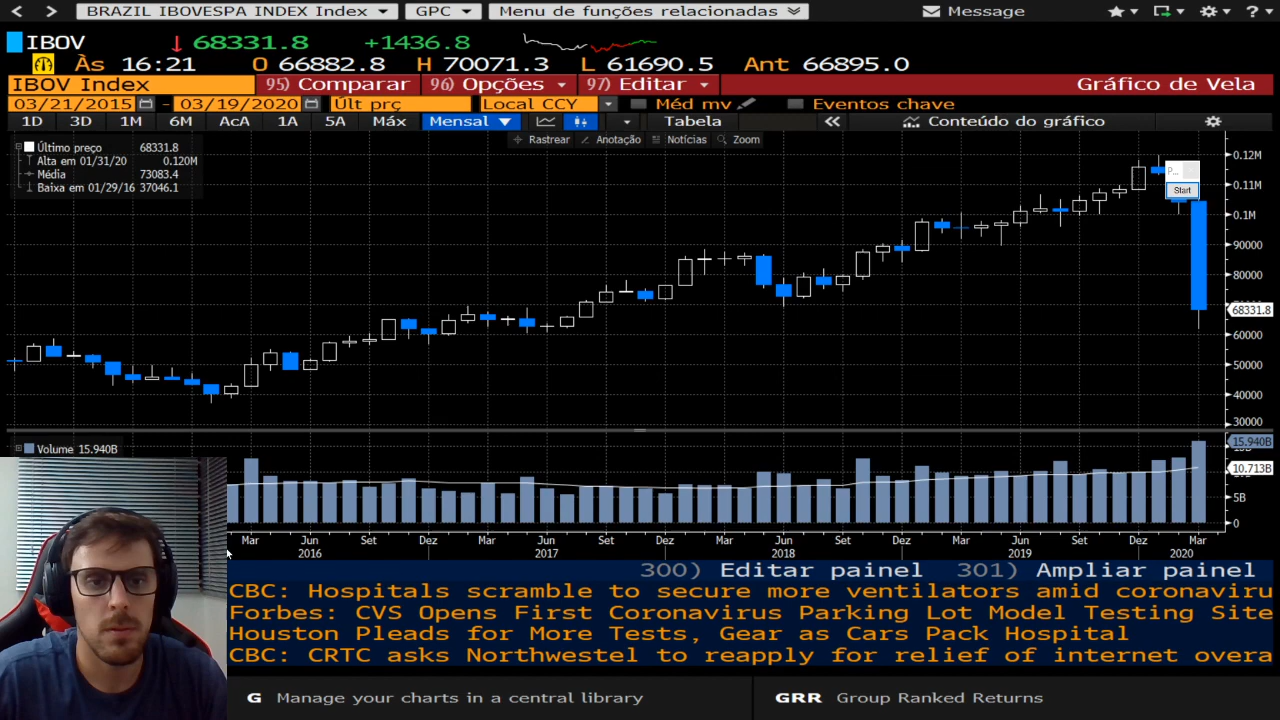 BRAZIL IBOVESPA INDEX Index GPC Menu de funções relacionadas Message
IBOV 68331.8 +1436.8
Às 16:21 O 66882.8 H 70071.3 L 61690.5 Ant 66895.0
IBOV Index 95) Comparar 96) Opções 97) Editar Gráfico de Vela
03/21/2015 - 03/19/2020 Últ prç Local CCY Méd mv Eventos chave
1D 3D 1M 6M AcA 1A 5A Máx Mensal Tabela Conteúdo do gráfico
Rastrear Anotação Notícias Zoom
Último preço 68331.8
Alta em 01/31/20 0.120M
Média 73083.4
Baixa em 01/29/16 37046.1
P...
Start
0.12M
0.11M
0.1M
90000
80000
68331.8
60000
50000
40000
30000
Volume 15.940B
15.940B
10.713B
5B
0
Mar Jun Set Dez Mar Jun Set Dez Mar Jun Set Dez Mar Jun Set Dez Mar
2016 2017 2018 2019 2020
300) Editar painel 301) Ampliar painel
CBC: Hospitals scramble to secure more ventilators amid coronaviru
Forbes: CVS Opens First Coronavirus Parking Lot Model Testing Site
Houston Pleads for More Tests, Gear as Cars Pack Hospital
CBC: CRTC asks Northwestel to reapply for relief of internet overa
G Manage your charts in a central library GRR Group Ranked Returns